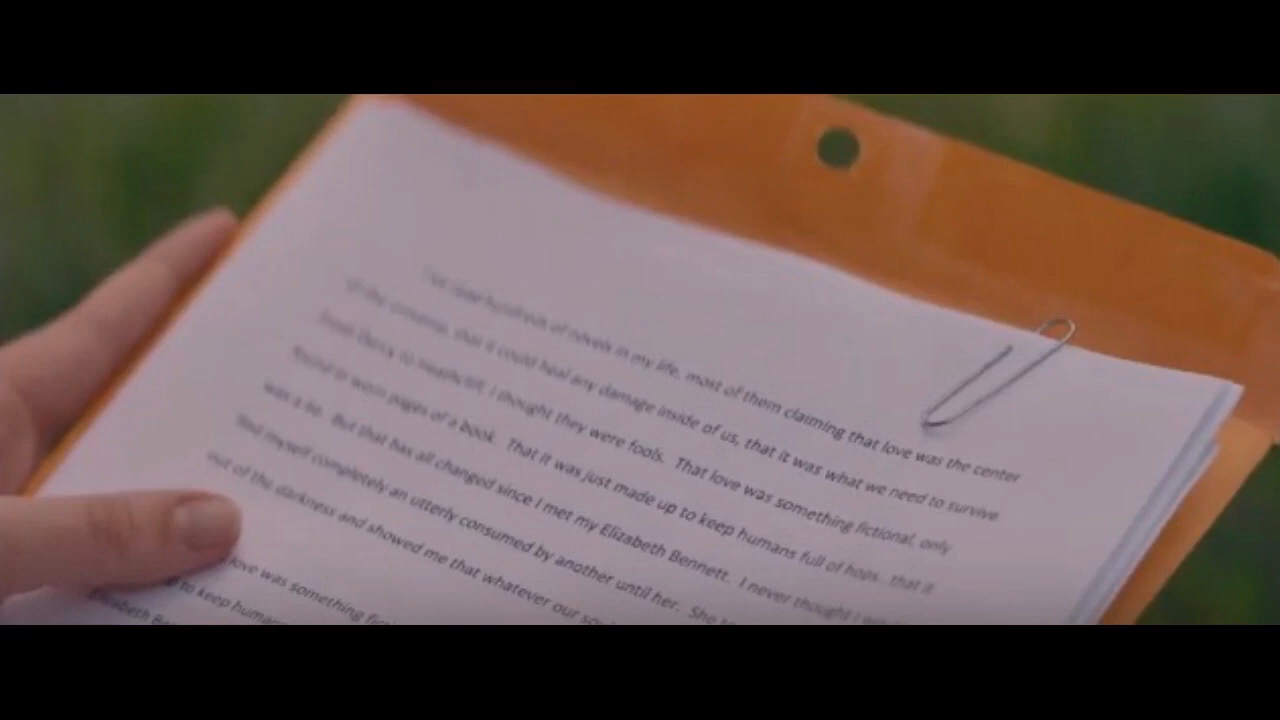 I've read hundreds of novels in my life, most of them claiming that love was the center
of the universe, that it could heal any damage inside of us, that it was what we need to survive
From Darcy to Heathcliff, I thought they were fools. That love was something fictional, only
found in worn pages of a book. That it was just made up to keep humans full of hops.. that it
was a lie. But that has all changed since I met my Elizabeth Bennett. I never thought I
find myself completely an utterly consumed by another until her. She
out of the darkness and showed me that whatever our
love was something
to keep humans